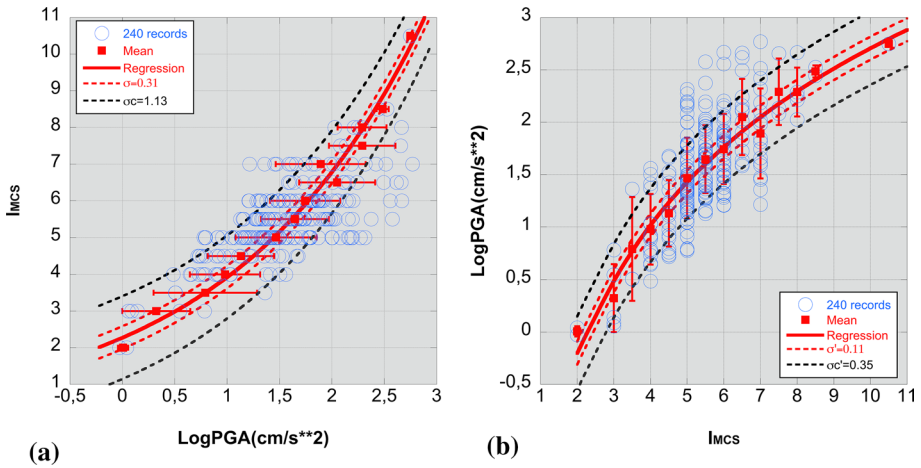 11
10
9
8
7
6
5
4
3
2
1
IMCS
240 records
Mean
Regression
σ=0.31
σc=1.13
-0,5
0
0,5
1
1,5
2
2,5
3
LogPGA(cm/s**2)
(a)
3
2,5
2
1,5
1
0,5
0
-0,5
LogPGA(cm/s**2)
240 records
Mean
Regression
σ'=0.11
σc'=0.35
1
2
3
4
5
6
7
8
9
10
11
IMCS
(b)